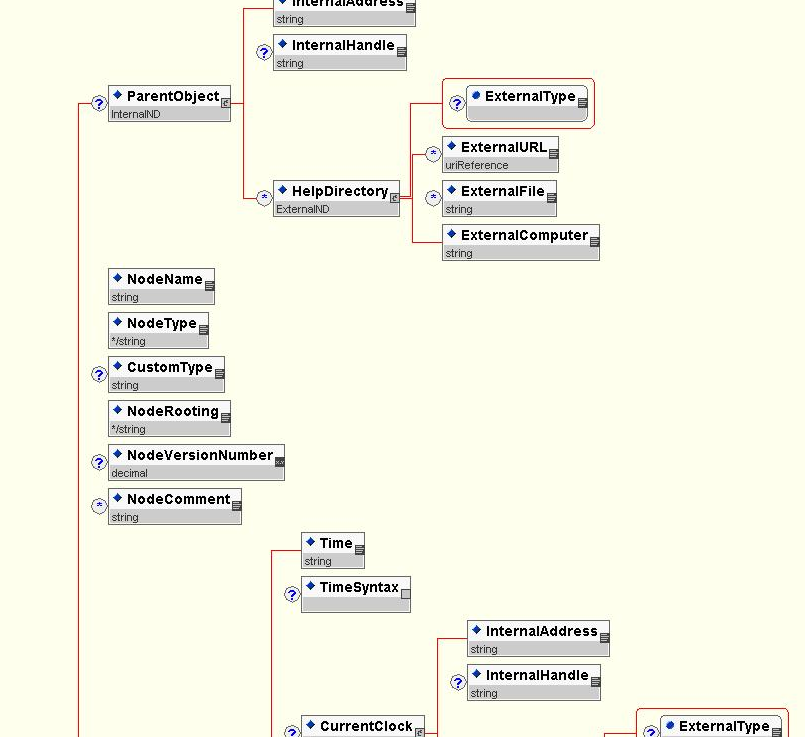 InternalAddress
string
? InternalHandle
string
? ParentObject
InternalND
? ExternalType
* ExternalURL
uriReference
* HelpDirectory
ExternalND
* ExternalFile
string
ExternalComputer
string
NodeName
string
NodeType
*/string
? CustomType
string
NodeRooting
*/string
? NodeVersionNumber
decimal
* NodeComment
string
Time
string
? TimeSyntax
InternalAddress
string
? InternalHandle
string
? CurrentClock
? ExternalType